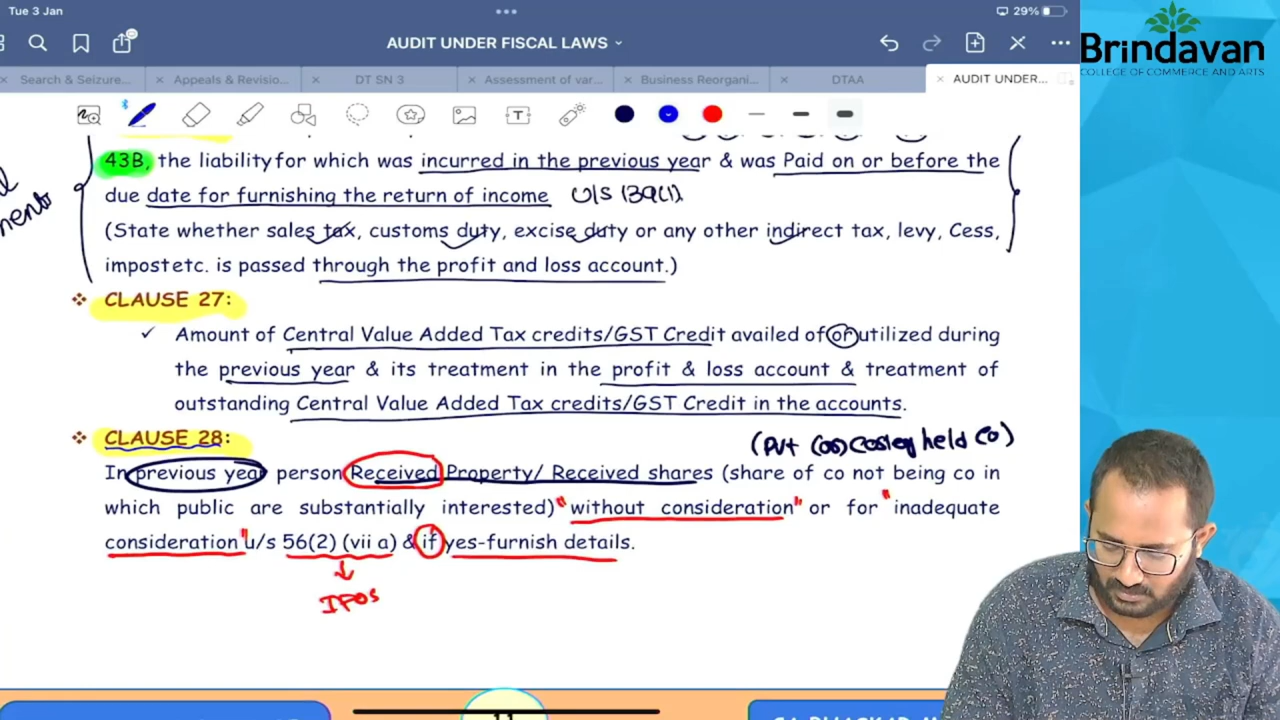 Tue 3 Jan
29%
AUDIT UNDER FISCAL LAWS
Brindavan
COLLEGE OF COMMERCE AND ARTS
Search & Seizure...
Appeals & Revisio...
DT SN 3
Assessment of var...
Business Reorgani...
DTAA
AUDIT UNDER...
43B, the liability for which was incurred in the previous year & was Paid on or before the
due date for furnishing the return of income U/S 139(1).
(State whether sales tax, customs duty, excise duty or any other indirect tax, levy, Cess,
impost etc. is passed through the profit and loss account.)
❖ CLAUSE 27:
✓ Amount of Central Value Added Tax credits/GST Credit availed of or utilized during
the previous year & its treatment in the profit & loss account & treatment of
outstanding Central Value Added Tax credits/GST Credit in the accounts.
❖ CLAUSE 28:
(Pvt (os) Cosley held Co)
In previous year person Received Property/ Received shares (share of co not being co in
which public are substantially interested) "without consideration" or for "inadequate
consideration" u/s 56(2) (vii a) & if yes-furnish details.
IFOS
11